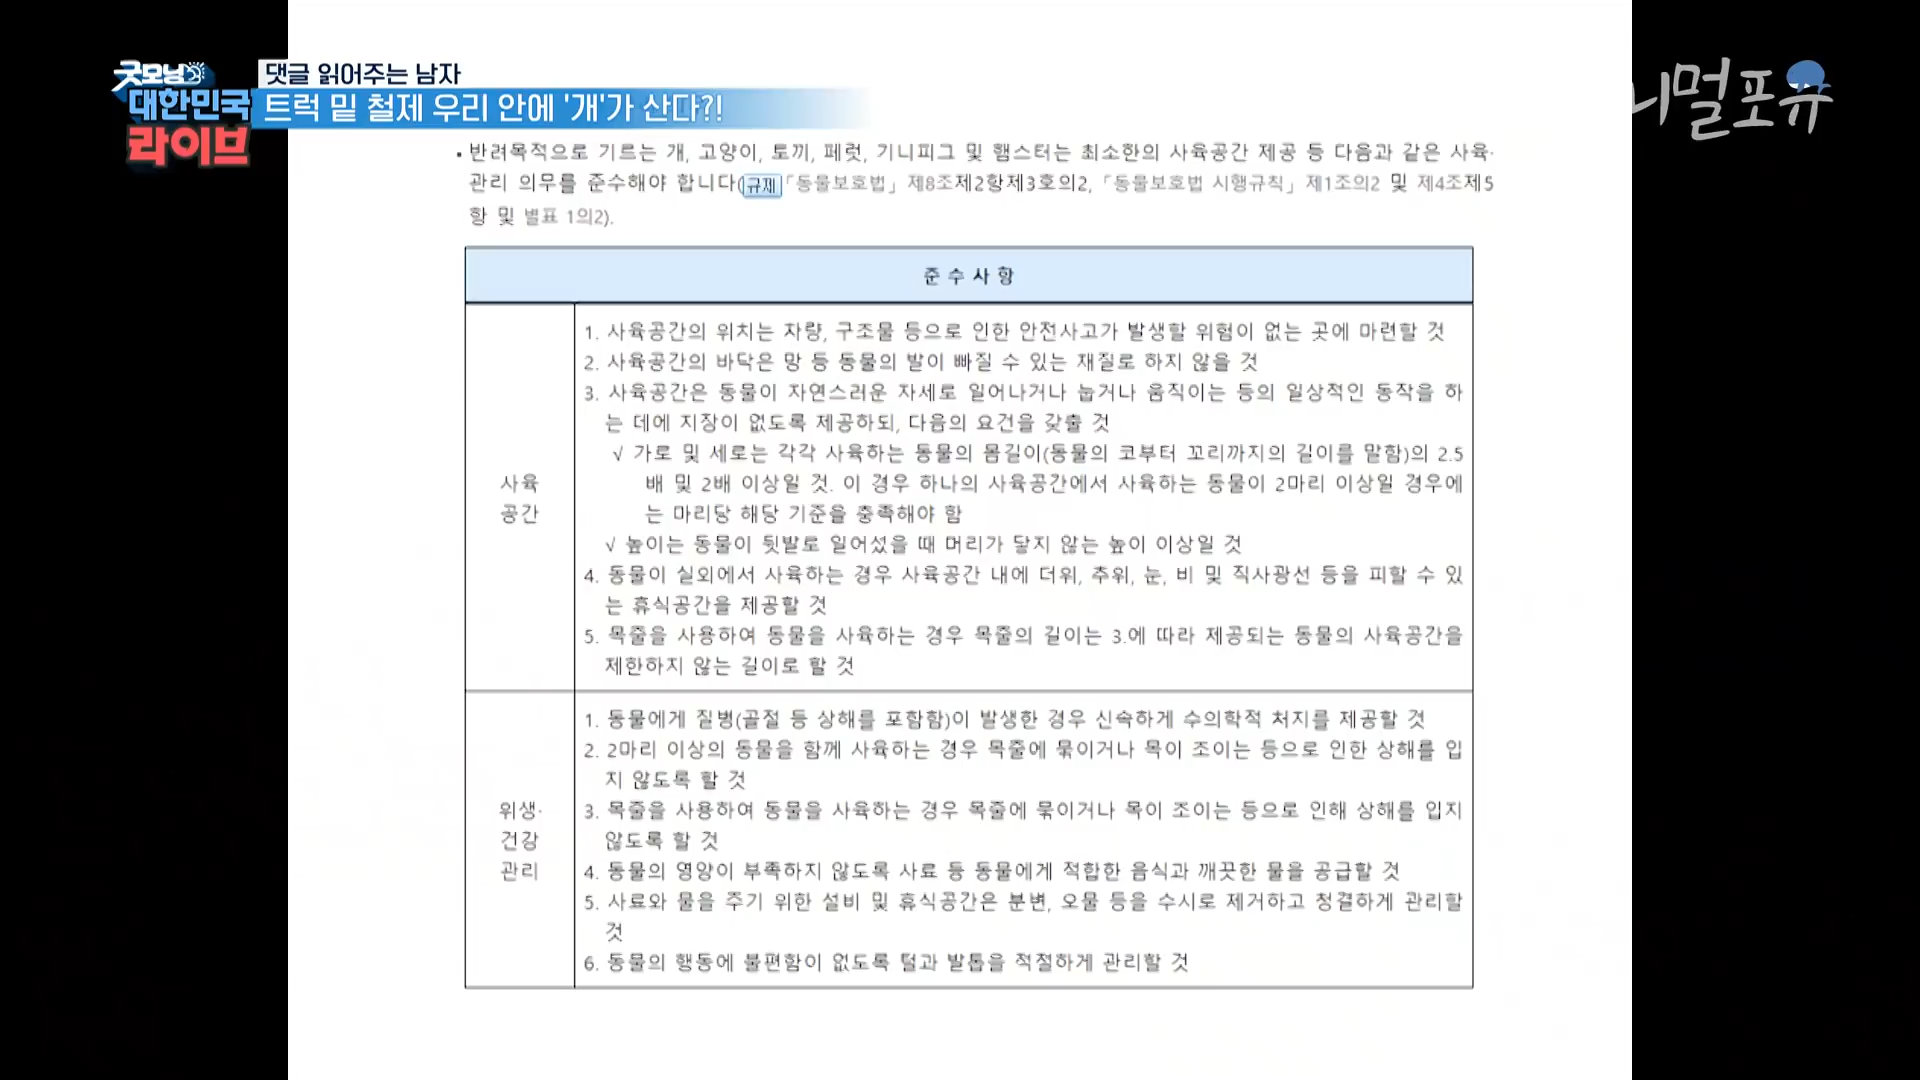 굿모닝
대한민국
라이브
댓글 읽어주는 남자
트럭 밑 철제 우리 안에 '개'가 산다?!
니멀포유
• 반려목적으로 기르는 개, 고양이, 토끼, 페럿, 기니피그 및 햄스터는 최소한의 사육공간 제공 등 다음과 같은 사육·
관리 의무를 준수해야 합니다(규제「동물보호법」 제8조제2항제3호의2, 「동물보호법 시행규칙」 제1조의2 및 제4조제5
항 및 별표 1의2).
준 수 사 항
사육
공간
1. 사육공간의 위치는 차량, 구조물 등으로 인한 안전사고가 발생할 위험이 없는 곳에 마련할 것
2. 사육공간의 바닥은 망 등 동물의 발이 빠질 수 있는 재질로 하지 않을 것
3. 사육공간은 동물이 자연스러운 자세로 일어나거나 눕거나 움직이는 등의 일상적인 동작을 하
는 데에 지장이 없도록 제공하되, 다음의 요건을 갖출 것
√ 가로 및 세로는 각각 사육하는 동물의 몸길이(동물의 코부터 꼬리까지의 길이를 말함)의 2.5
배 및 2배 이상일 것. 이 경우 하나의 사육공간에서 사육하는 동물이 2마리 이상일 경우에
는 마리당 해당 기준을 충족해야 함
√ 높이는 동물이 뒷발로 일어섰을 때 머리가 닿지 않는 높이 이상일 것
4. 동물이 실외에서 사육하는 경우 사육공간 내에 더위, 추위, 눈, 비 및 직사광선 등을 피할 수 있
는 휴식공간을 제공할 것
5. 목줄을 사용하여 동물을 사육하는 경우 목줄의 길이는 3.에 따라 제공되는 동물의 사육공간을
제한하지 않는 길이로 할 것
위생·
건강
관리
1. 동물에게 질병(골절 등 상해를 포함함)이 발생한 경우 신속하게 수의학적 처지를 제공할 것
2. 2마리 이상의 동물을 함께 사육하는 경우 목줄에 묶이거나 목이 조이는 등으로 인한 상해를 입
지 않도록 할 것
3. 목줄을 사용하여 동물을 사육하는 경우 목줄에 묶이거나 목이 조이는 등으로 인해 상해를 입지
않도록 할 것
4. 동물의 영양이 부족하지 않도록 사료 등 동물에게 적합한 음식과 깨끗한 물을 공급할 것
5. 사료와 물을 주기 위한 설비 및 휴식공간은 분변, 오물 등을 수시로 제거하고 청결하게 관리할
것
6. 동물의 행동에 불편함이 없도록 털과 발톱을 적절하게 관리할 것